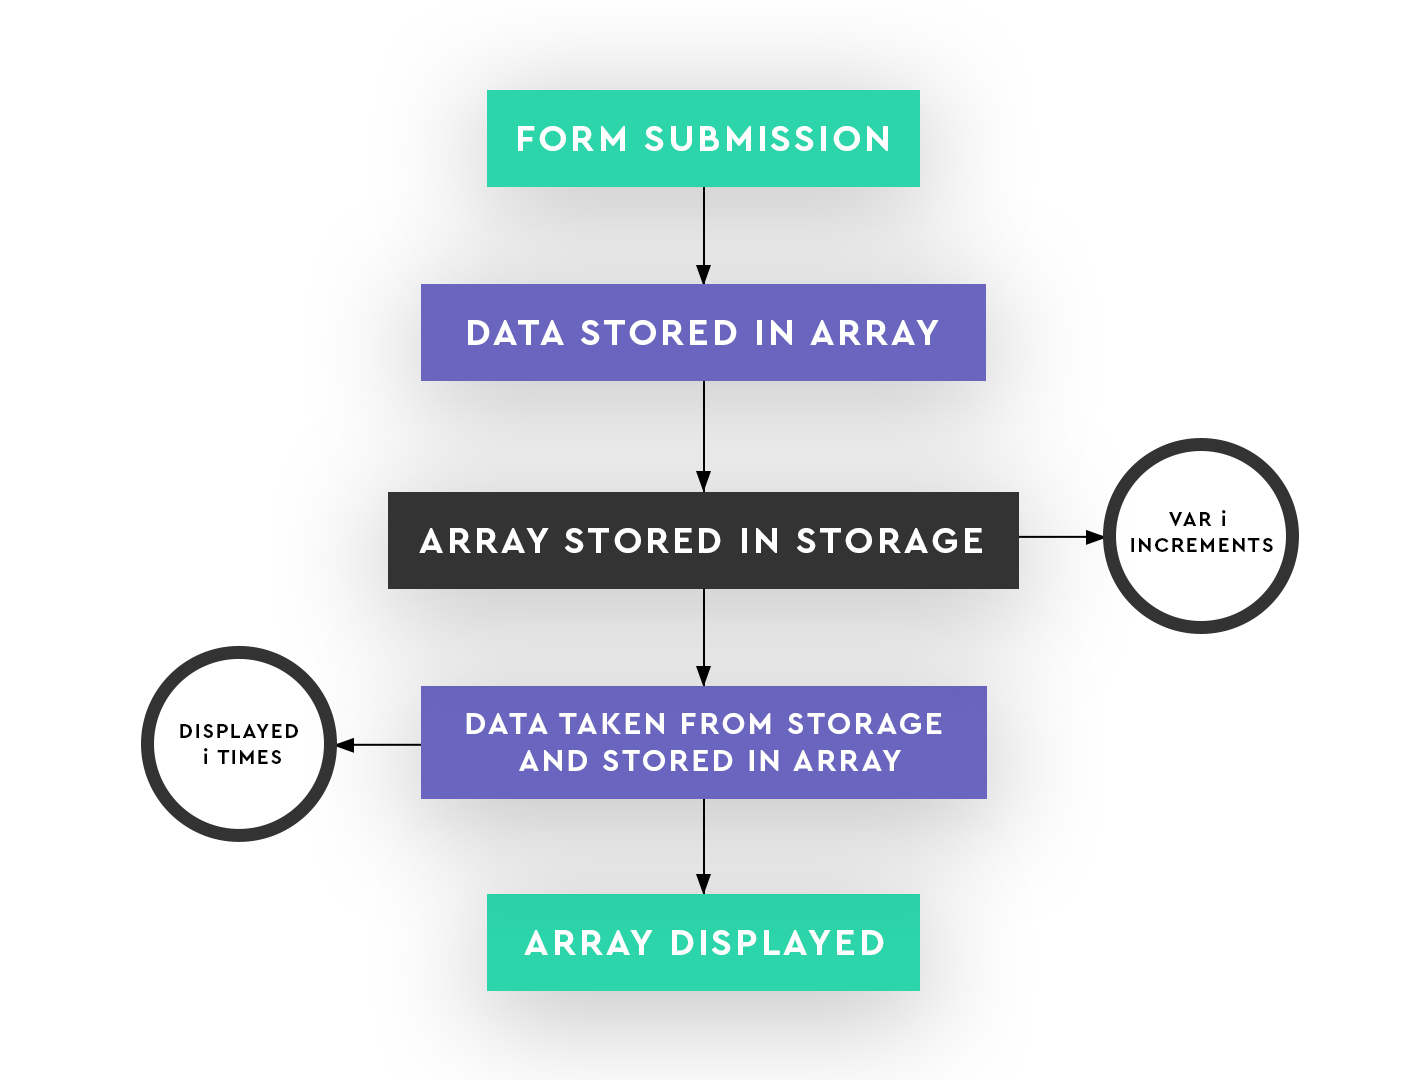 FORM SUBMISSION
DATA STORED IN ARRAY
ARRAY STORED IN STORAGE
VAR i
INCREMENTS
DATA TAKEN FROM STORAGE
AND STORED IN ARRAY
DISPLAYED
i TIMES
ARRAY DISPLAYED